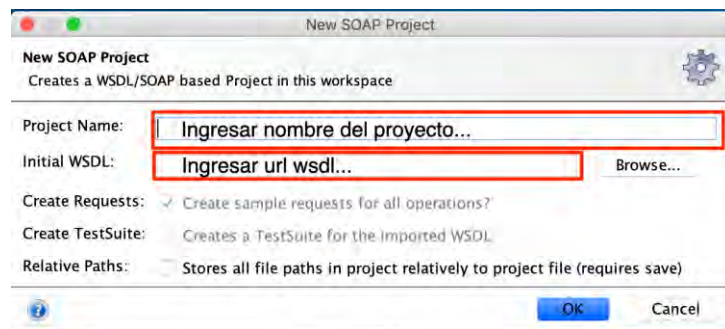 New SOAP Project
New SOAP Project
Creates a WSDL/SOAP based Project in this workspace
Project Name: Ingresar nombre del proyecto...
Initial WSDL: Ingresar url wsdl... Browse...
Create Requests: Create sample requests for all operations?
Create TestSuite: Creates a TestSuite for the imported WSDL
Relative Paths: Stores all file paths in project relatively to project file (requires save)
? OK Cancel